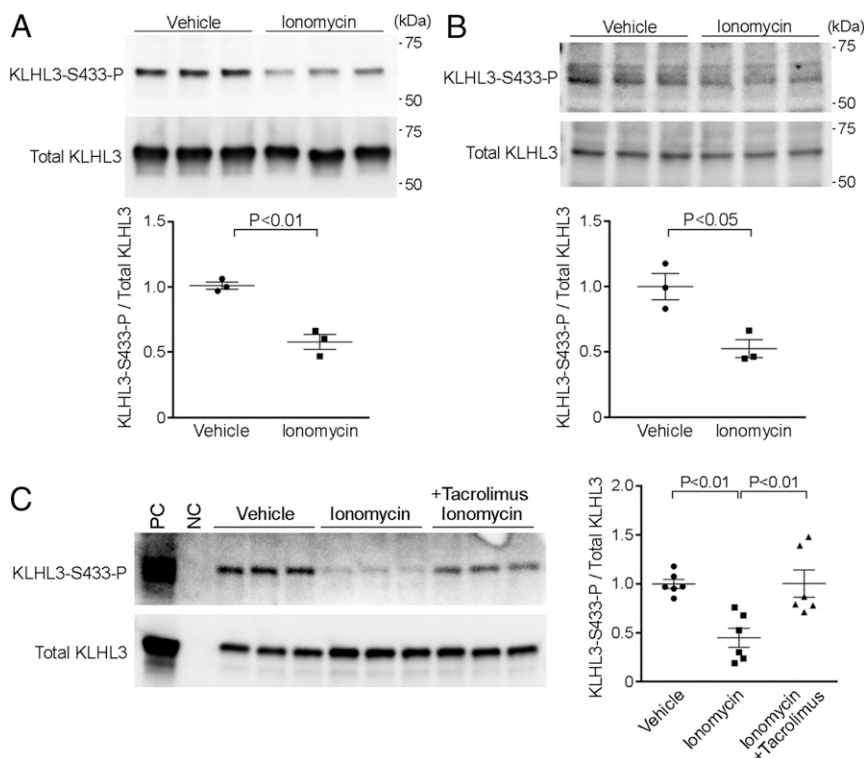 A
Vehicle Ionomycin (kDa)
KLHL3-S433-P
-75
50
Total KLHL3
-75
50
KLHL3-S433-P / Total KLHL3
1.5
1.0
0.5
0
P<0.01
Vehicle Ionomycin
B
Vehicle Ionomycin (kDa)
KLHL3-S433-P
-75
50
Total KLHL3
-75
50
KLHL3-S433-P / Total KLHL3
1.5
1.0
0.5
0
P<0.05
Vehicle Ionomycin
C
PC
NC
Vehicle
Ionomycin
+Tacrolimus
Ionomycin
KLHL3-S433-P
Total KLHL3
KLHL3-S433-P / Total KLHL3
2.0
1.5
1.0
0.5
0
P<0.01 P<0.01
Vehicle
Ionomycin
Ionomycin
+Tacrolimus